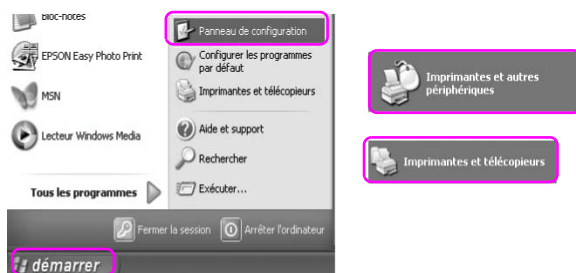 Bloc-notes
EPSON Easy Photo Print
MSN
Lecteur Windows Media
Tous les programmes
Panneau de configuration
Configurer les programmes
par défaut
Imprimantes et télécopieurs
Aide et support
Rechercher
Exécuter...
Fermer la session
Arrêter l'ordinateur
démarrer
Imprimantes et autres
périphériques
Imprimantes et télécopieurs